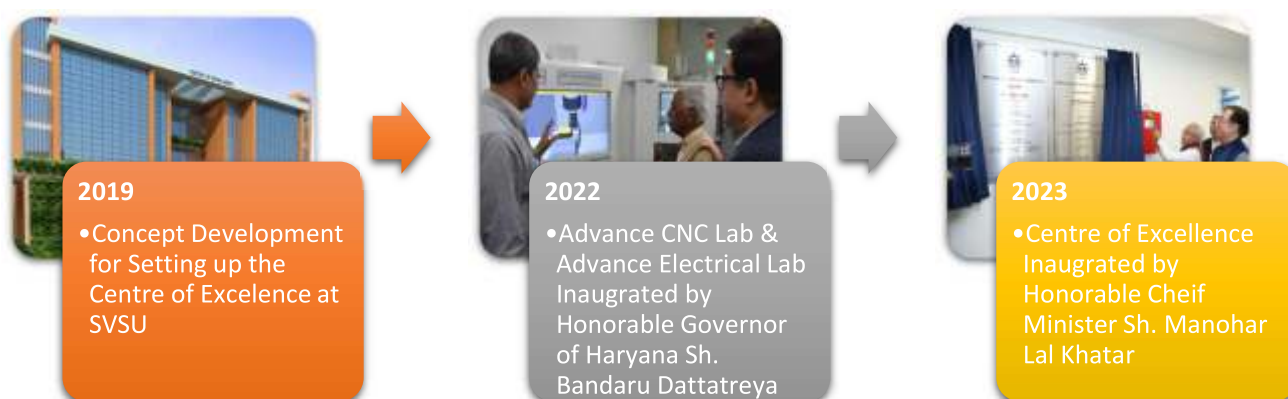 2019
•Concept Development
for Setting up the
Centre of Excelence at
SVSU
2022
•Advance CNC Lab &
Advance Electrical Lab
Inaugrated by
Honorable Governor
of Haryana Sh.
Bandaru Dattatreya
2023
•Centre of Excellence
Inaugrated by
Honorable Cheif
Minister Sh. Manohar
Lal Khatar